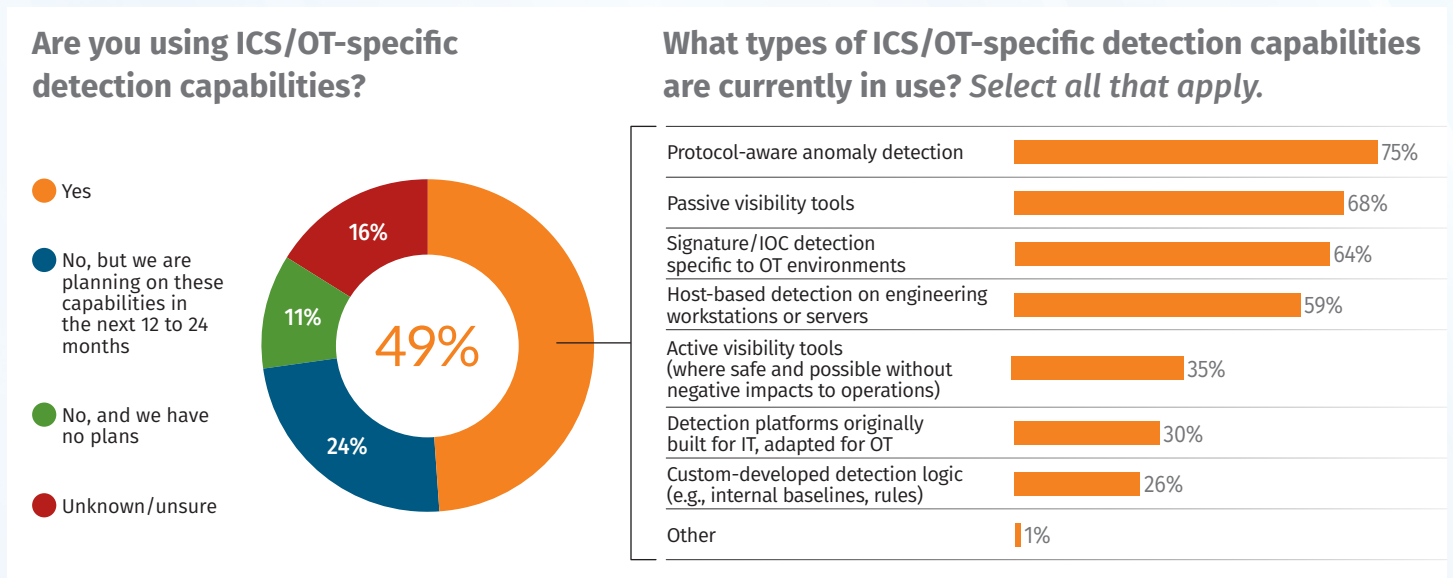 Are you using ICS/OT-specific
detection capabilities?
Yes
No, but we are
planning on these
capabilities in
the next 12 to 24
months
No, and we have
no plans
Unknown/unsure
16%
11%
24%
49%
What types of ICS/OT-specific detection capabilities
are currently in use? Select all that apply.
Protocol-aware anomaly detection
75%
Passive visibility tools
68%
Signature/IOC detection
specific to OT environments
64%
Host-based detection on engineering
workstations or servers
59%
Active visibility tools
(where safe and possible without
negative impacts to operations)
35%
Detection platforms originally
built for IT, adapted for OT
30%
Custom-developed detection logic
(e.g., internal baselines, rules)
26%
Other
1%